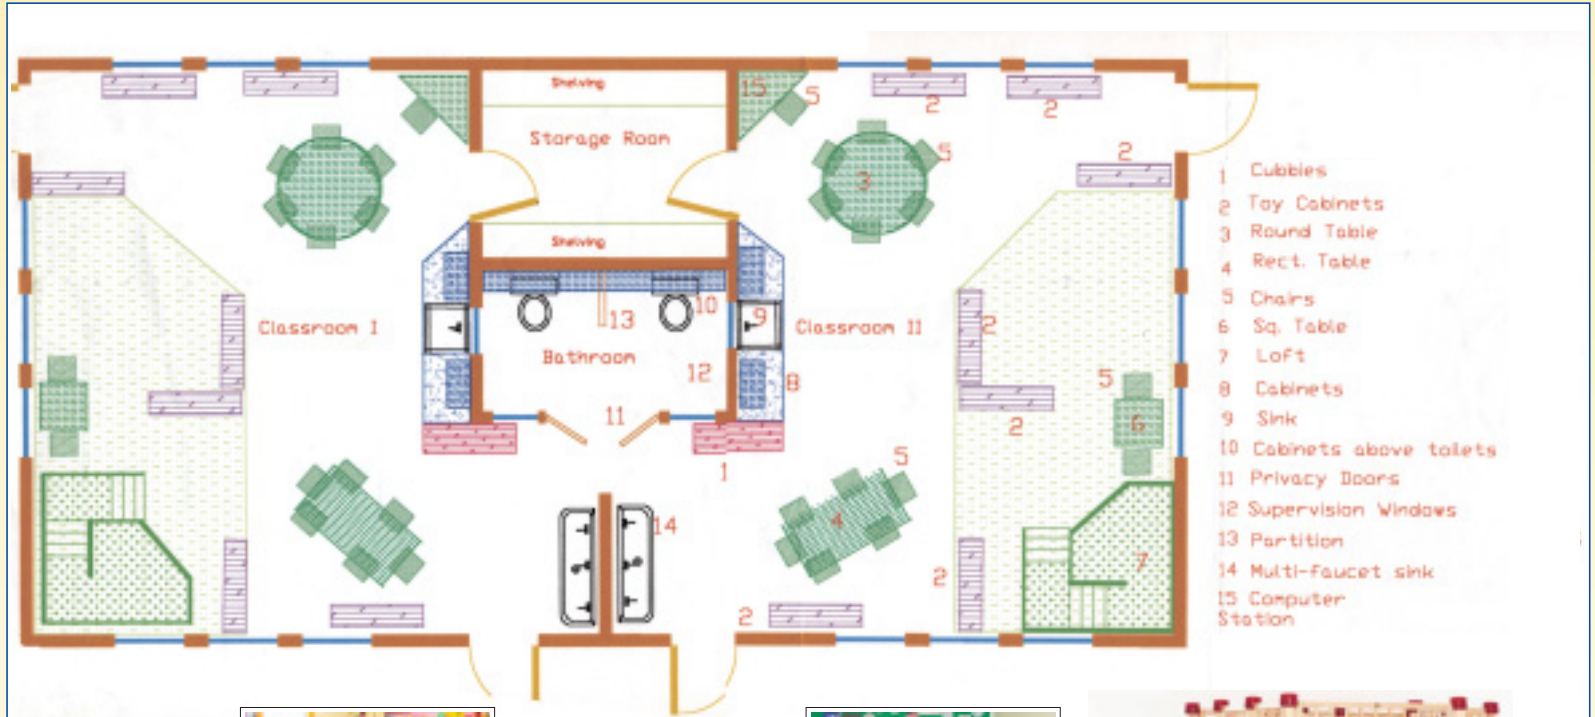 Shelving
15 5
2 2
Storage Room
5
2
3
Shelving
10
13
9
Classroom I
Classroom II
2
Bathroom
12
8
5
11
2
6
1
5
14
4
7
2
2
1 Cubbies
2 Toy Cabinets
3 Round Table
4 Rect. Table
5 Chairs
6 Sq. Table
7 Loft
8 Cabinets
9 Sink
10 Cabinets above toilets
11 Privacy Doors
12 Supervision Windows
13 Partition
14 Multi-faucet sink
15 Computer
Station